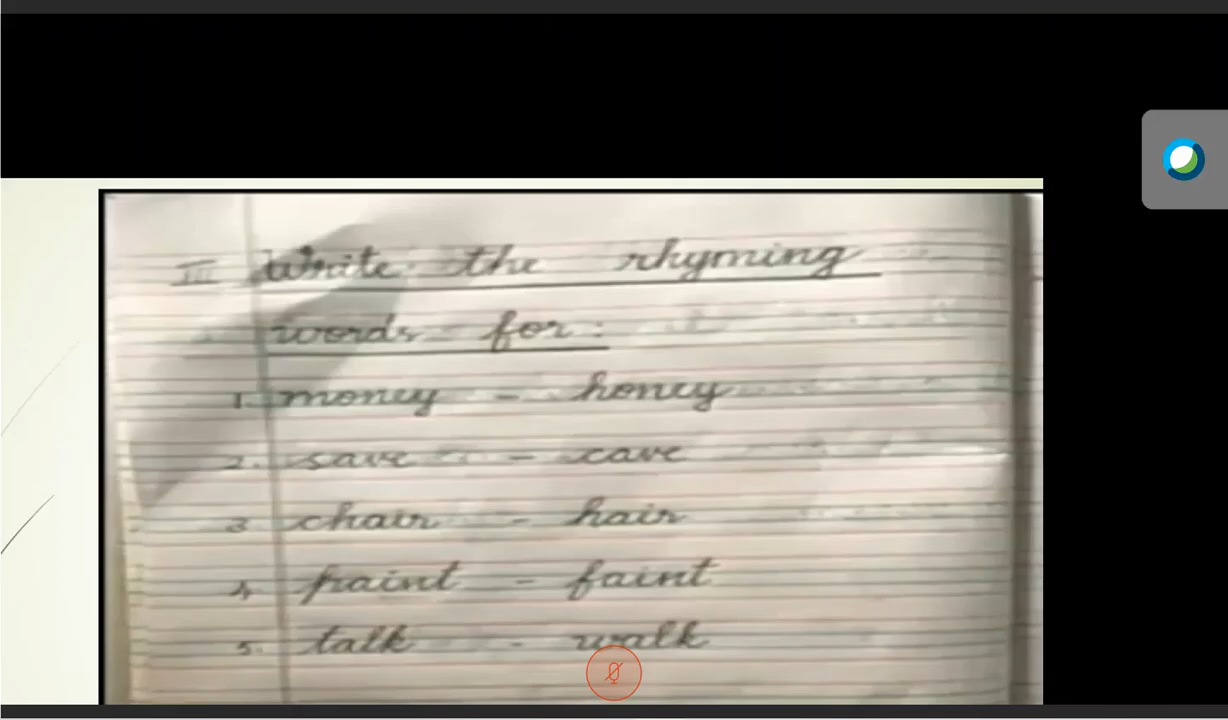 III Write the rhyming
words for:
1. money - honey
2. save - cave
3. chair - hair
4. paint - faint
5. talk - walk